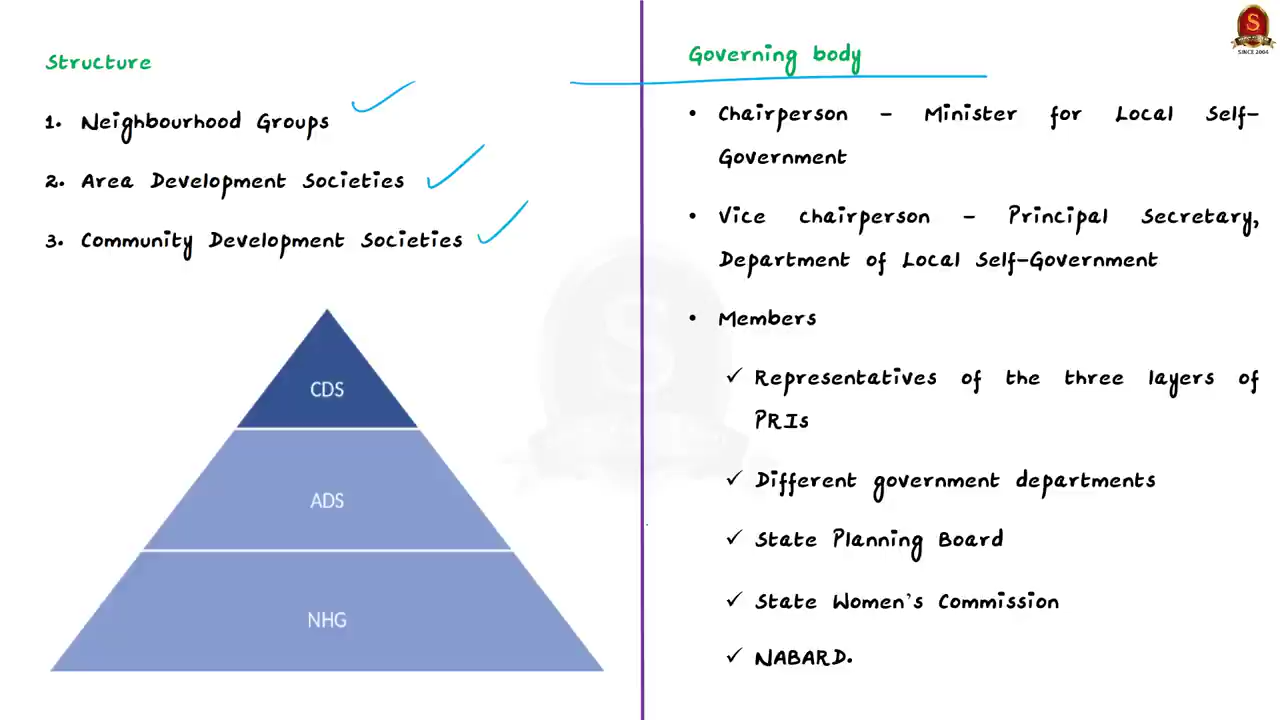 Structure
1. Neighbourhood Groups
2. Area Development Societies
3. Community Development Societies
CDS
ADS
NHG
Governing body
• Chairperson – Minister for Local Self-
Government
• Vice chairperson – Principal Secretary,
Department of Local Self-Government
• Members
✓ Representatives of the three layers of
PRIs
✓ Different government departments
✓ State Planning Board
✓ State Women's Commission
✓ NABARD.
S
SINCE 2004